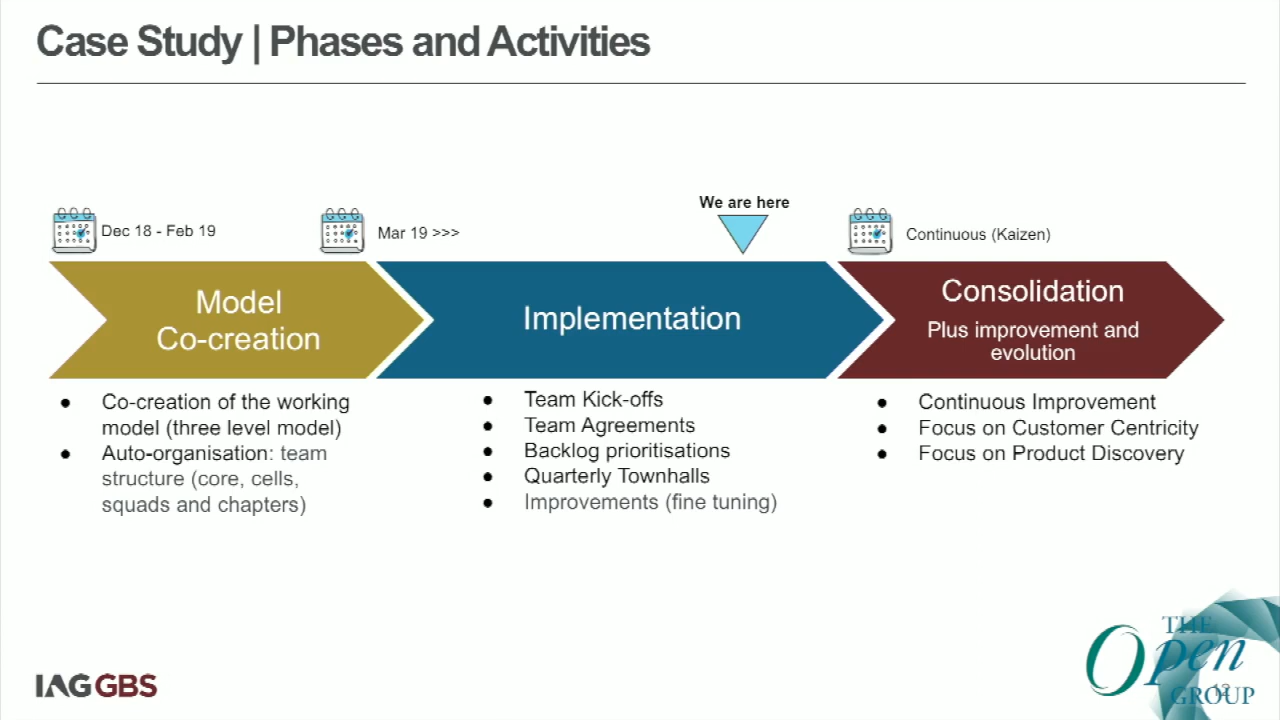 Case Study | Phases and Activities
We are here
Dec 18 - Feb 19
Mar 19 >>>
Continuous (Kaizen)
Model
Co-creation
Implementation
Consolidation
Plus improvement and
evolution
● Co-creation of the working
model (three level model)
● Auto-organisation: team
structure (core, cells,
squads and chapters)
● Team Kick-offs
● Team Agreements
● Backlog prioritisations
● Quarterly Townhalls
● Improvements (fine tuning)
● Continuous Improvement
● Focus on Customer Centricity
● Focus on Product Discovery
IAG GBS
THE
Open
GROUP
12